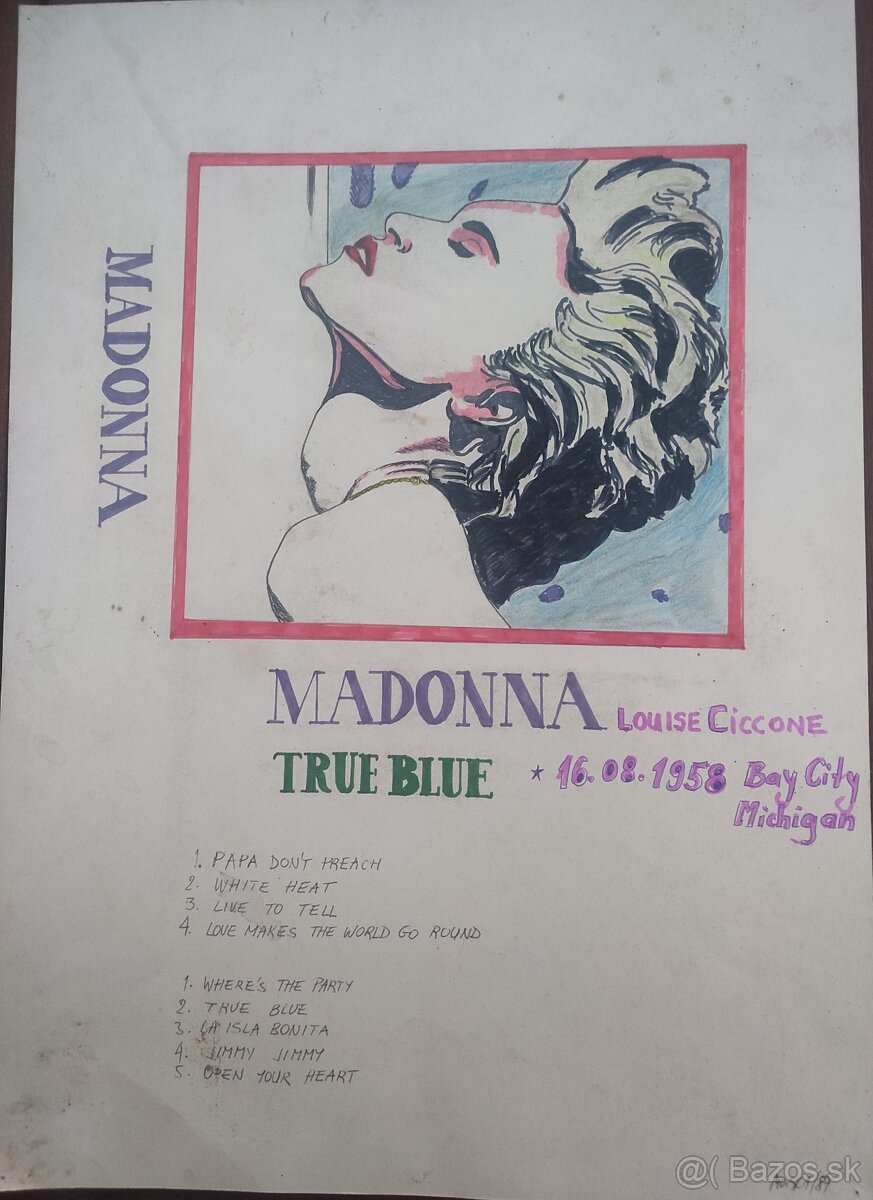 MADONNA
MADONNA LOUISE CICCONE
TRUE BLUE * 16.08.1958 Bay City
Michigan
1. PAPA DON'T PREACH
2. WHITE HEAT
3. LIVE TO TELL
4. LOVE MAKES THE WORLD GO ROUND
1. WHERE'S THE PARTY
2. TRUE BLUE
3. LA ISLA BONITA
4. JIMMY JIMMY
5. OPEN YOUR HEART
@( Bazos.sk